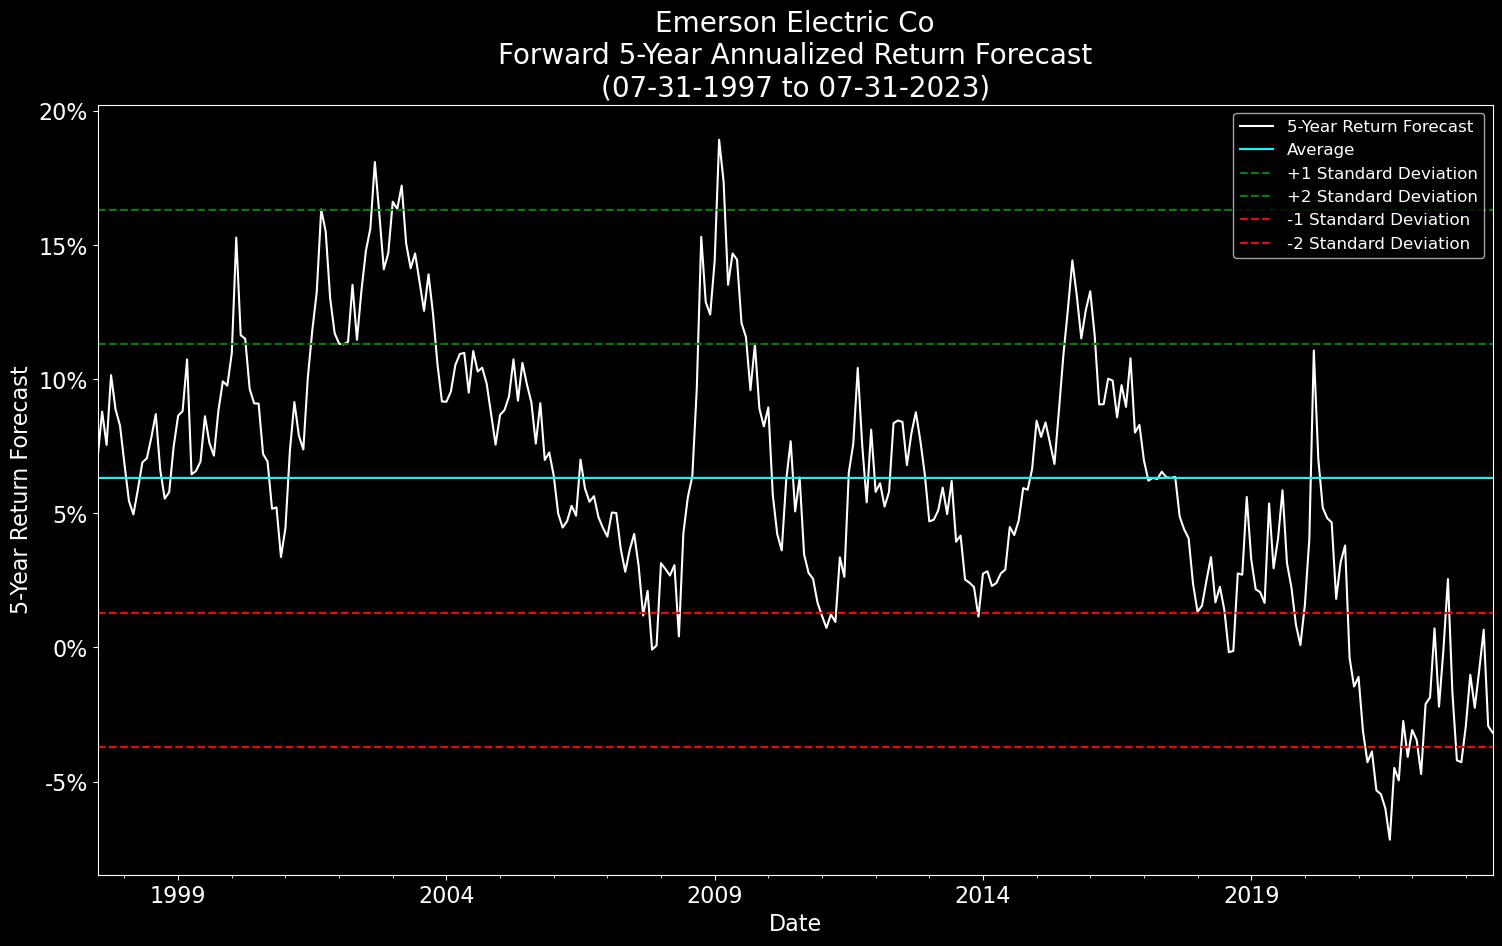 Emerson Electric Co
Forward 5-Year Annualized Return Forecast
(07-31-1997 to 07-31-2023)
20%
15%
10%
5%
0%
-5%
5-Year Return Forecast
5-Year Return Forecast
Average
+1 Standard Deviation
+2 Standard Deviation
-1 Standard Deviation
-2 Standard Deviation
1999 2004 2009 2014 2019
Date